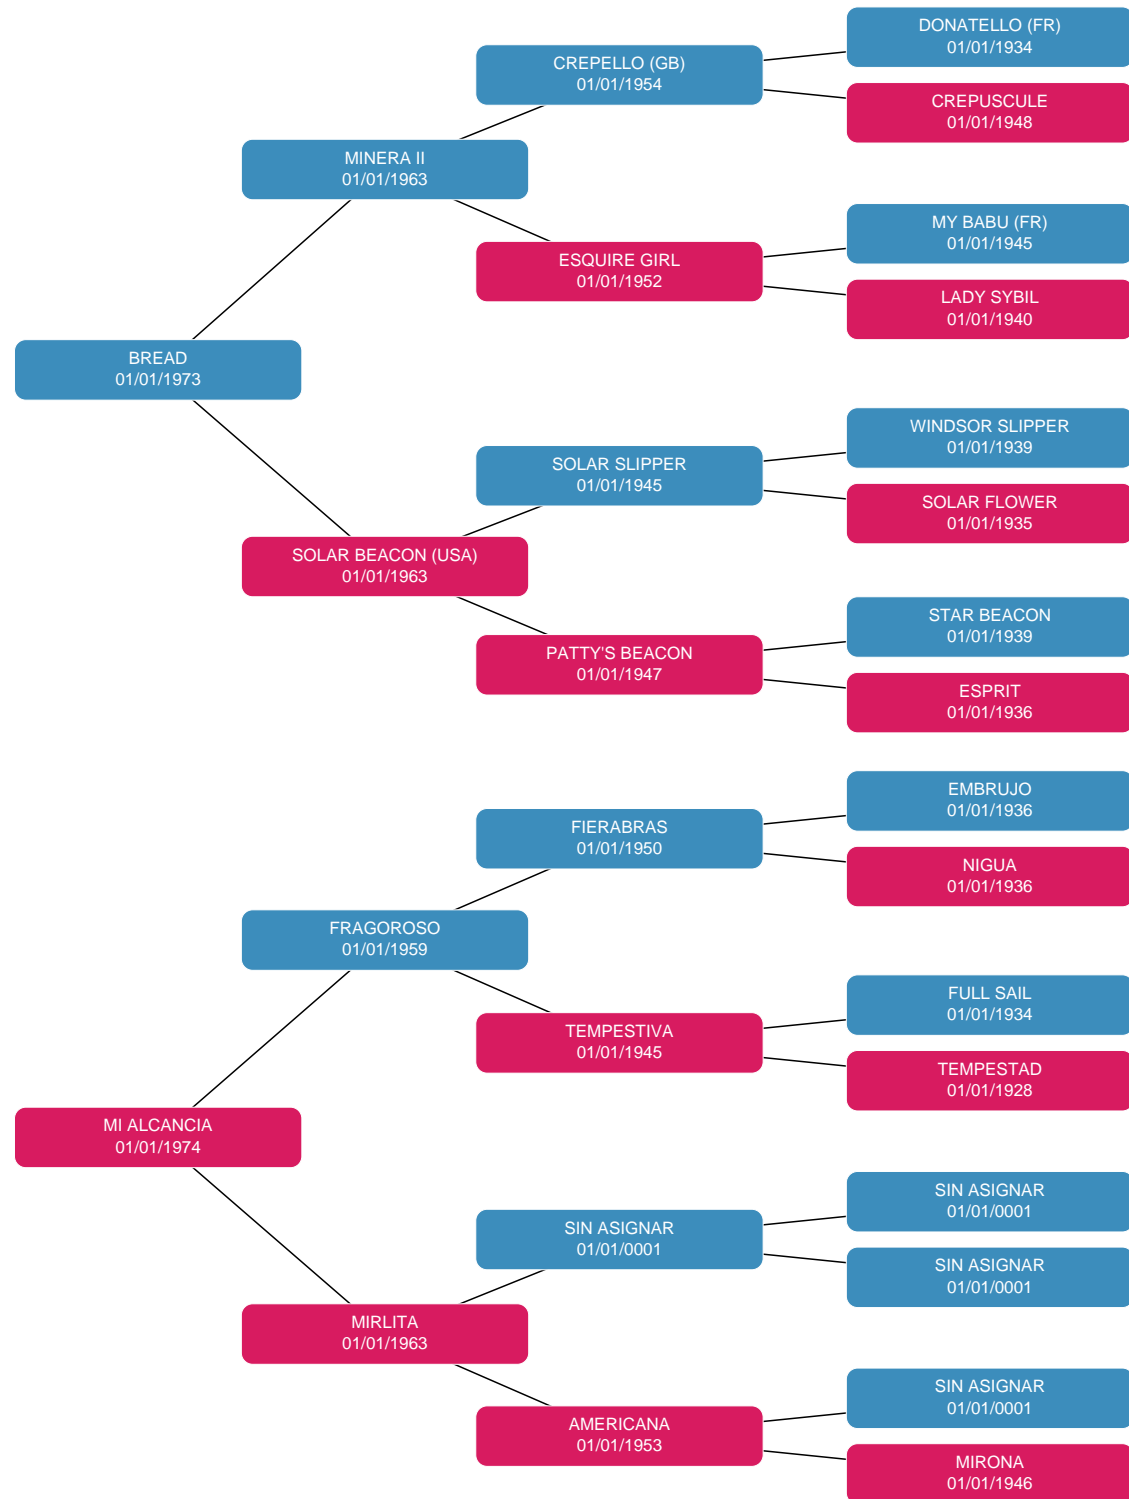 DONATELLO (FR)
01/01/1934
CREPELLO (GB)
01/01/1954
CREPUSCULE
01/01/1948
MINERA II
01/01/1963
MY BABU (FR)
01/01/1945
ESQUIRE GIRL
01/01/1952
LADY SYBIL
01/01/1940
BREAD
01/01/1973
WINDSOR SLIPPER
01/01/1939
SOLAR SLIPPER
01/01/1945
SOLAR FLOWER
01/01/1935
SOLAR BEACON (USA)
01/01/1963
STAR BEACON
01/01/1939
PATTY'S BEACON
01/01/1947
ESPRIT
01/01/1936
EMBRUJO
01/01/1936
FIERABRAS
01/01/1950
NIGUA
01/01/1936
FRAGOROSO
01/01/1959
FULL SAIL
01/01/1934
TEMPESTIVA
01/01/1945
TEMPESTAD
01/01/1928
MI ALCANCIA
01/01/1974
SIN ASIGNAR
01/01/0001
SIN ASIGNAR
01/01/0001
SIN ASIGNAR
01/01/0001
MIRLITA
01/01/1963
SIN ASIGNAR
01/01/0001
AMERICANA
01/01/1953
MIRONA
01/01/1946